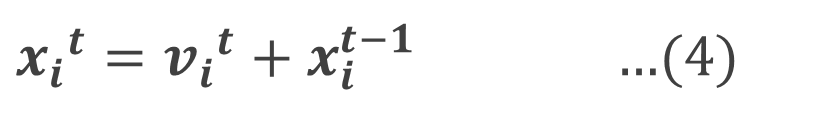 $x_i{}^t = v_i{}^t + x_i^{t-1}$ ...(4)